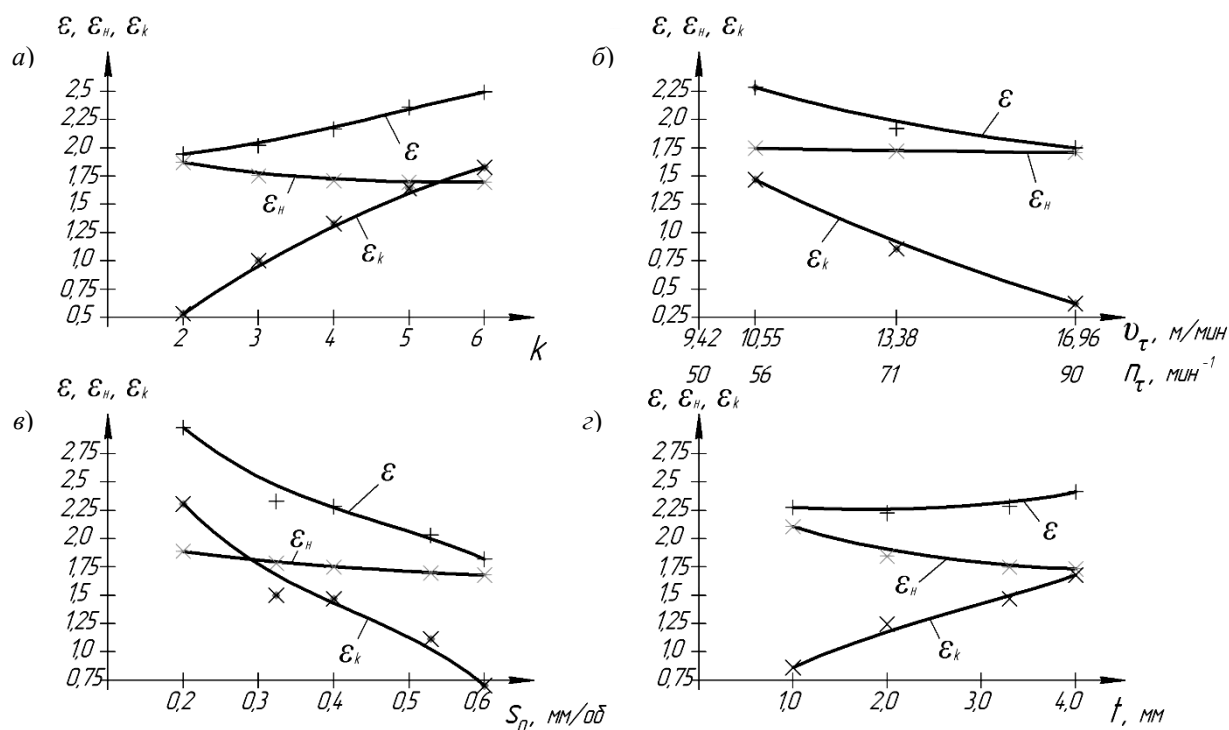 ε, εн, εk
а)
2,5
2,25
2,0
1,75
1,5
1,25
1,0
0,75
0,5
ε
εн
εk
2 3 4 5 6
k
ε, εн, εk
б)
2,25
1,75
1,5
1,25
1,0
0,75
0,5
0,25
ε
εн
εk
9,42 10,55 13,38 16,96 υτ, м/мин
50 56 71 90 nτ, мин⁻¹
ε, εн, εk
в)
2,75
2,5
2,25
2,0
1,75
1,5
1,25
1,0
0,75
ε
εн
εk
0,2 0,3 0,4 0,5 0,6
Sп, мм/об
ε, εн, εk
г)
2,75
2,5
2,25
2,0
1,75
1,5
1,25
1,0
0,75
ε
εн
εk
1,0 2,0 3,0 4,0
t, мм